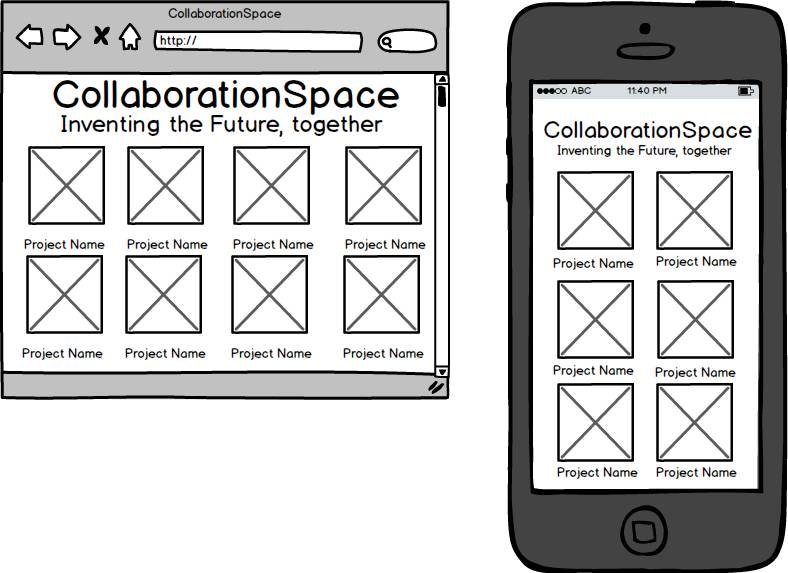 CollaborationSpace
http://
CollaborationSpace
Inventing the Future, together
Project Name Project Name Project Name Project Name
Project Name Project Name Project Name Project Name
ABC 11:40 PM
CollaborationSpace
Inventing the Future, together
Project Name Project Name
Project Name Project Name
Project Name Project Name